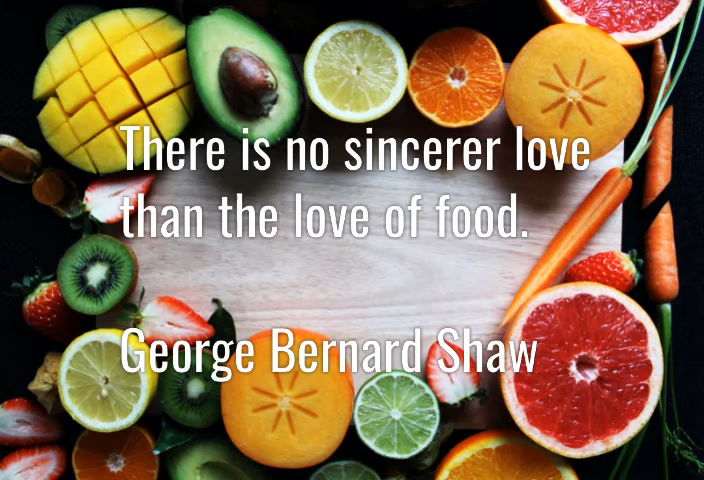 There is no sincerer love
than the love of food.
George Bernard Shaw